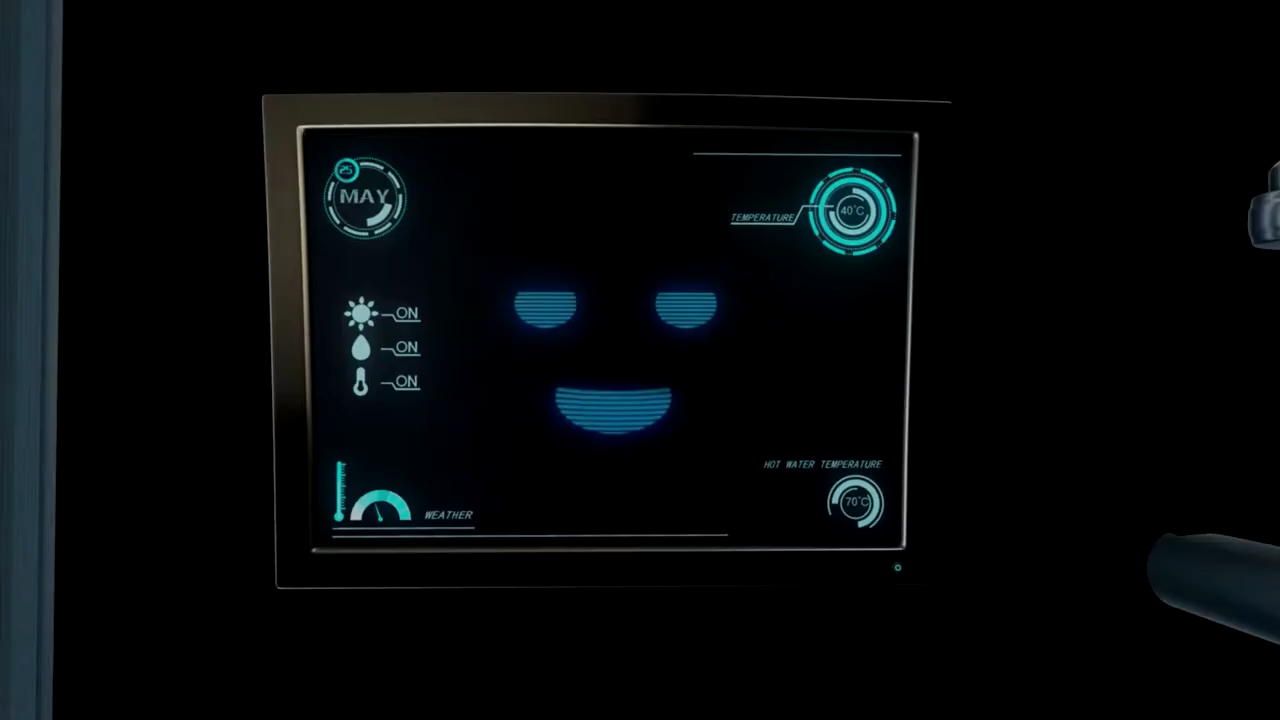 25
MAY
TEMPERATURE
40°C
ON
ON
ON
HOT WATER TEMPERATURE
70°C
WEATHER